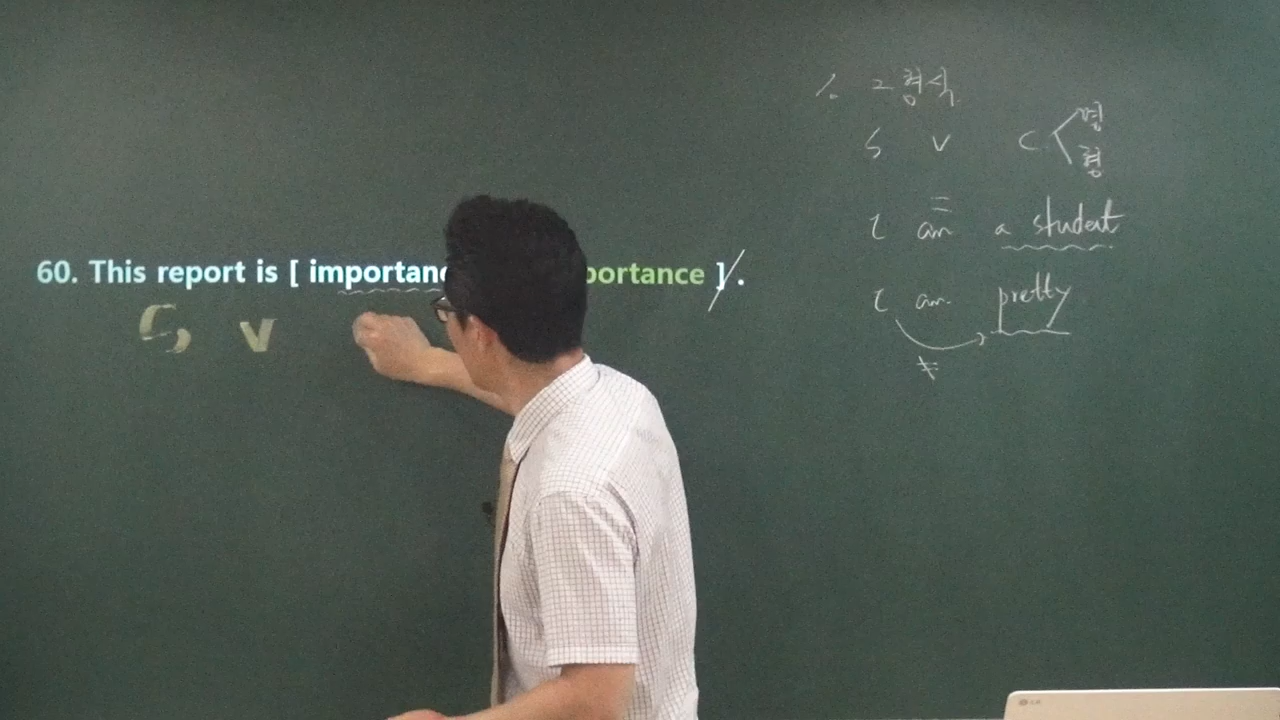 60. This report is [ importanc portance ] .
S V
1. 2형식
S V C 명
형
=
I am a student
I am pretty
≠